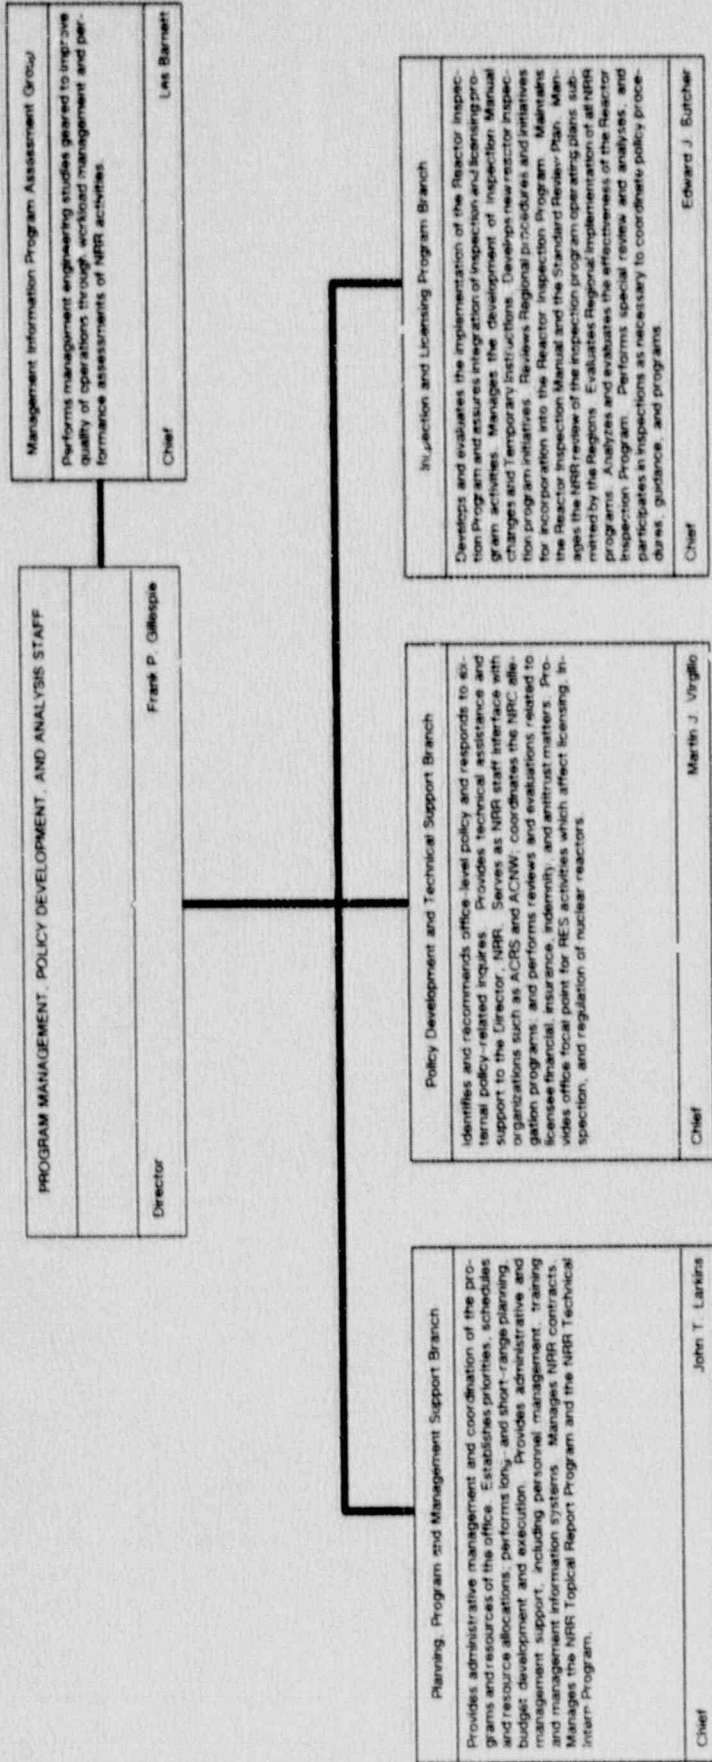 PROGRAM MANAGEMENT, POLICY DEVELOPMENT, AND ANALYSIS STAFF
Director Frank P. Gillespie
Management Information Program Assessment Group
Performs management engineering studies geared to improve
quality of operations through workload management and per-
formance assessments of NRR activities.
Chief Les Barnett
Planning, Program and Management Support Branch
Provides administrative management and coordination of the pro-
grams and resources of the office. Establishes priorities, schedules
and resource allocations, performs long- and short-range planning,
budget development and execution. Provides administrative and
management support, including personnel management, training
and management information systems. Manages NRR contracts.
Manages the NRR Topical Report Program and the NRR Technical
Intern Program.
Chief John T. Larkins
Policy Development and Technical Support Branch
Identifies and recommends office-level policy and responds to ex-
ternal policy-related inquires. Provides technical assistance and
support to the Director, NRR. Serves as NRR staff interface with
organizations such as ACRS and ACNW; coordinates the NRC alle-
gation programs; and performs reviews and evaluations related to
licensee financial, insurance, indemnity, and antitrust matters. Pro-
vides office focal point for RES activities which affect licensing, in-
spection, and regulation of nuclear reactors.
Chief Martin J. Virgilio
Inspection and Licensing Program Branch
Develops and evaluates the implementation of the Reactor Inspec-
tion Program and assures integration of inspection and licensing pro-
gram activities. Manages the development of Inspection Manual
changes and Temporary Instructions. Develops new reactor inspec-
tion program initiatives. Reviews Regional procedures and initiatives
for incorporation into the Reactor Inspection Program. Maintains
the Reactor Inspection Manual and the Standard Review Plan. Man-
ages the NRR review of the inspection program operating plans sub-
mitted by the Regions. Evaluates Regional implementation of all NRR
programs. Analyzes and evaluates the effectiveness of the Reactor
Inspection Program. Performs special review and analyses, and
participates in inspections as necessary to coordinate policy proce-
dures, guidance, and programs.
Chief Edward J. Butcher